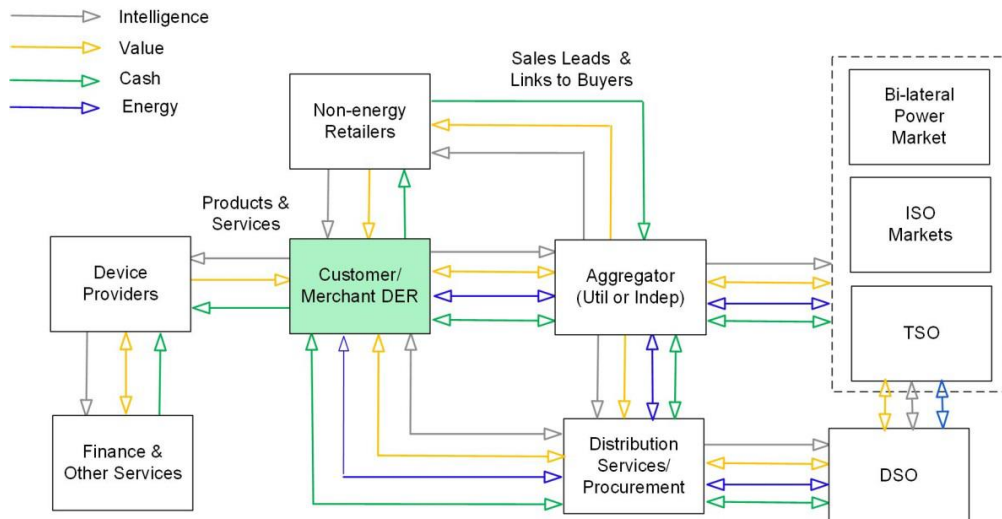 Intelligence
Value
Cash
Energy
Sales Leads &
Links to Buyers
Non-energy
Retailers
Bi-lateral
Power
Market
Products &
Services
ISO
Markets
Device
Providers
Customer/
Merchant DER
Aggregator
(Util or Indep)
TSO
Finance &
Other Services
Distribution
Services/
Procurement
DSO